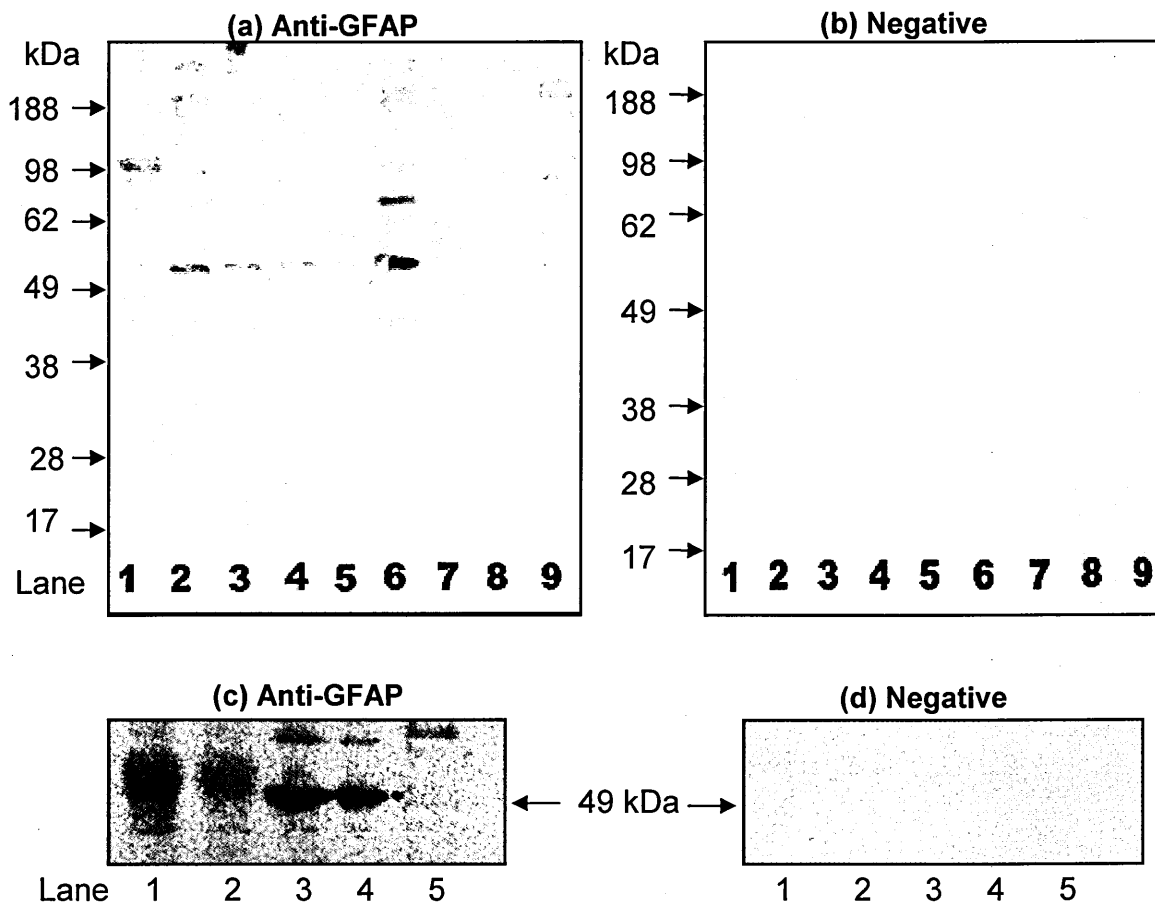 (a) Anti-GFAP
kDa
188
98
62
49
38
28
17
Lane 1 2 3 4 5 6 7 8 9
(b) Negative
kDa
188
98
62
49
38
28
17
1 2 3 4 5 6 7 8 9
(c) Anti-GFAP
(d) Negative
49 kDa
Lane 1 2 3 4 5
1 2 3 4 5